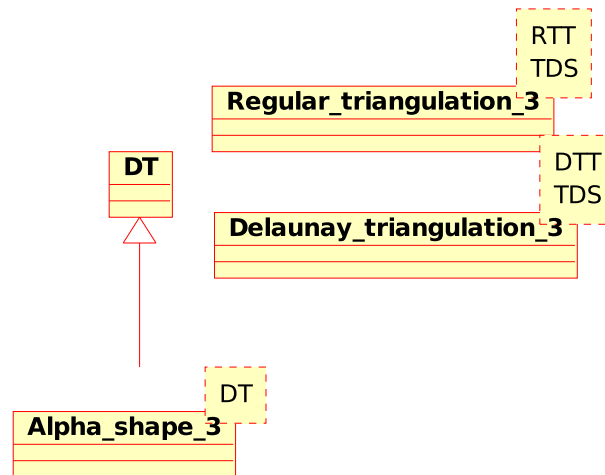 RTT
TDS
Regular_triangulation_3
DT
DTT
TDS
Delaunay_triangulation_3
DT
Alpha_shape_3